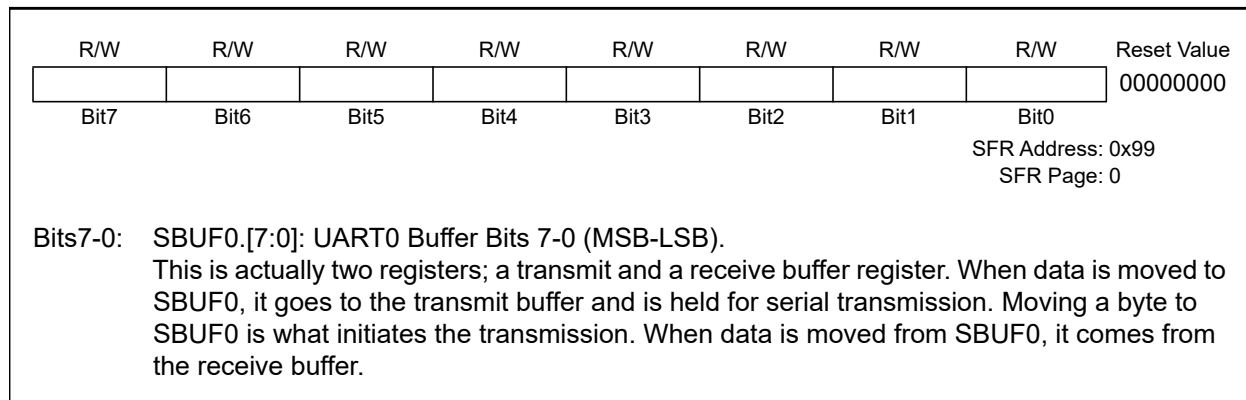 R/W R/W R/W R/W R/W R/W R/W R/W Reset Value
00000000
Bit7 Bit6 Bit5 Bit4 Bit3 Bit2 Bit1 Bit0
SFR Address: 0x99
SFR Page: 0
Bits7-0: SBUF0.[7:0]: UART0 Buffer Bits 7-0 (MSB-LSB).
This is actually two registers; a transmit and a receive buffer register. When data is moved to
SBUF0, it goes to the transmit buffer and is held for serial transmission. Moving a byte to
SBUF0 is what initiates the transmission. When data is moved from SBUF0, it comes from
the receive buffer.